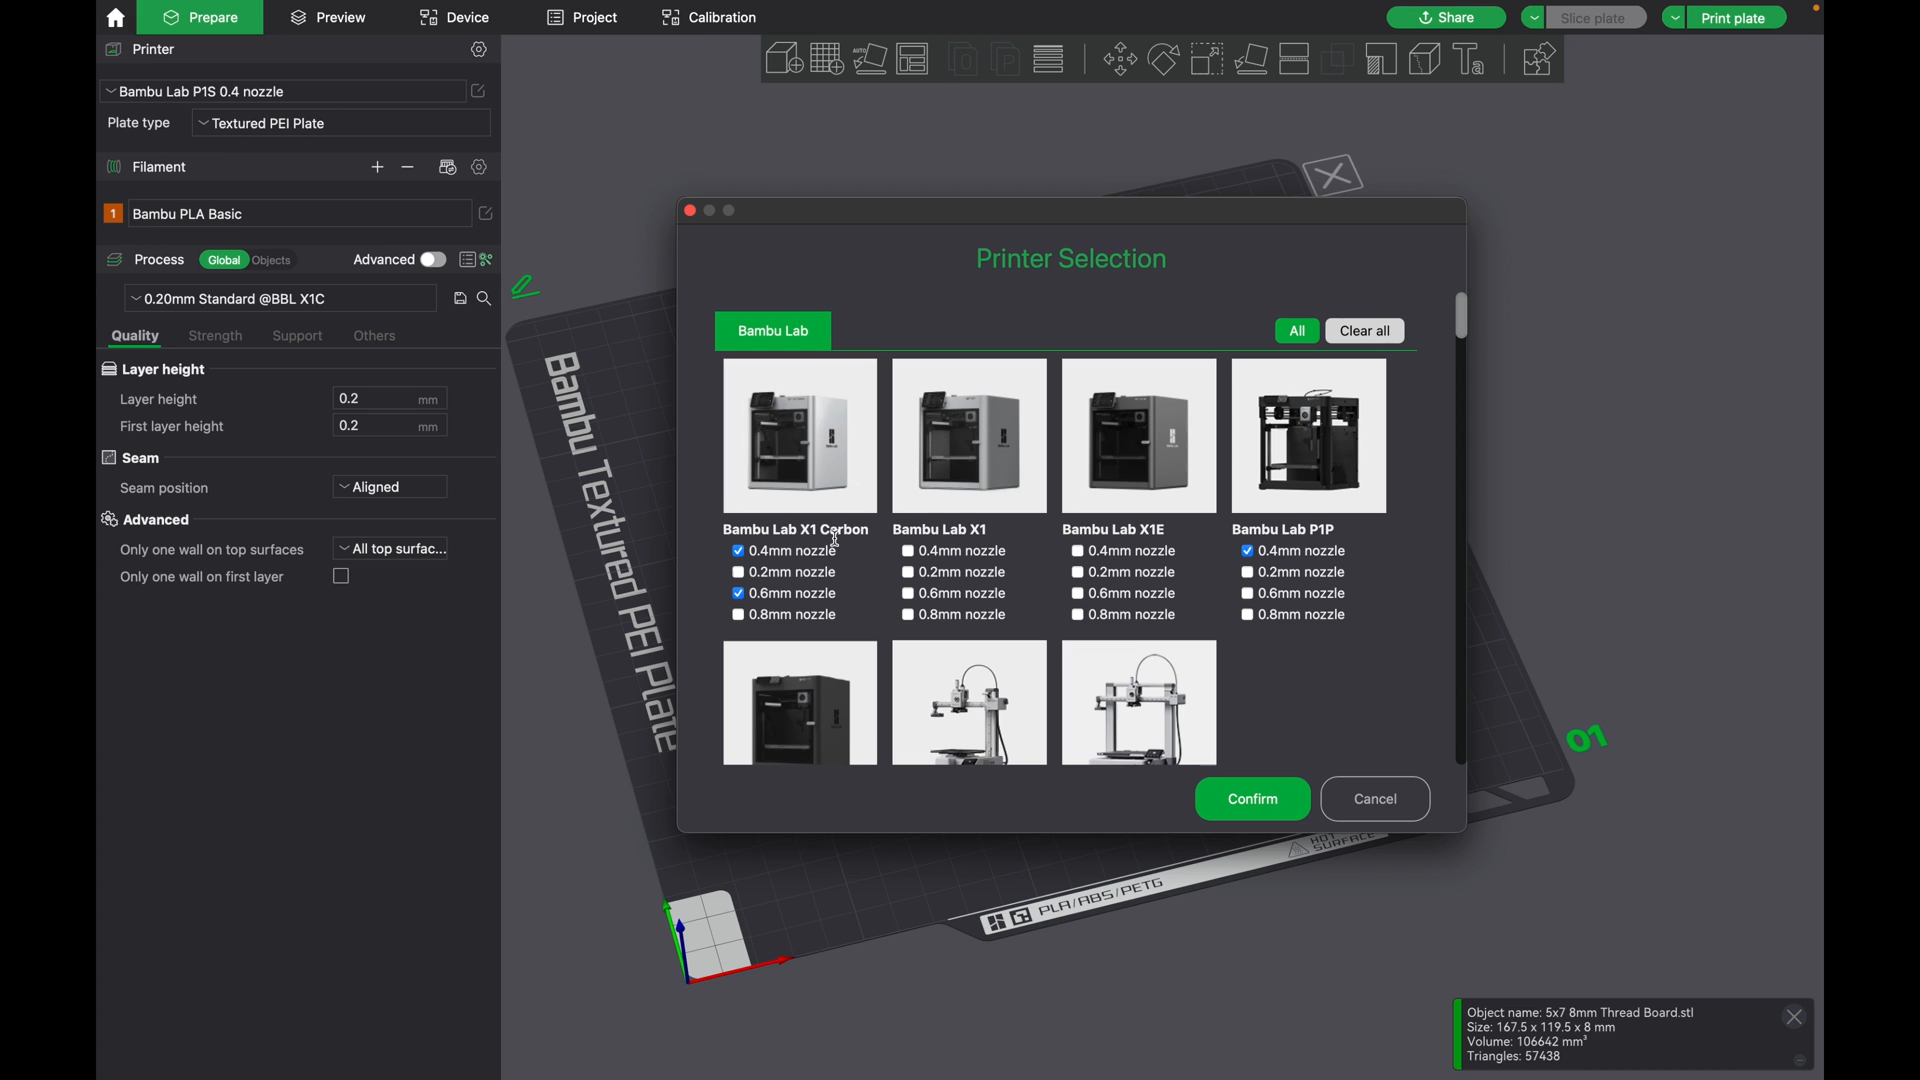 Prepare
Preview
Device
Project
Calibration
Share
Slice plate
Print plate
Printer
Bambu Lab P1S 0.4 nozzle
Plate type
Textured PEI Plate
Filament
1
Bambu PLA Basic
Process
Global
Objects
Advanced
0.20mm Standard @BBL X1C
Quality
Strength
Support
Others
Layer height
Layer height 0.2 mm
First layer height 0.2 mm
Seam
Seam position Aligned
Advanced
Only one wall on top surfaces All top surfac...
Only one wall on first layer
AUTO
Printer Selection
Bambu Lab
All
Clear all
Bambu Lab X1 Carbon
0.4mm nozzle
0.2mm nozzle
0.6mm nozzle
0.8mm nozzle
Bambu Lab X1
0.4mm nozzle
0.2mm nozzle
0.6mm nozzle
0.8mm nozzle
Bambu Lab X1E
0.4mm nozzle
0.2mm nozzle
0.6mm nozzle
0.8mm nozzle
Bambu Lab P1P
0.4mm nozzle
0.2mm nozzle
0.6mm nozzle
0.8mm nozzle
Confirm
Cancel
Bambu Textured PEI Plate
01
HOT SURFACE
PLA/ABS/PETG
Object name: 5x7 8mm Thread Board.stl
Size: 167.5 x 119.5 x 8 mm
Volume: 106642 mm³
Triangles: 57438